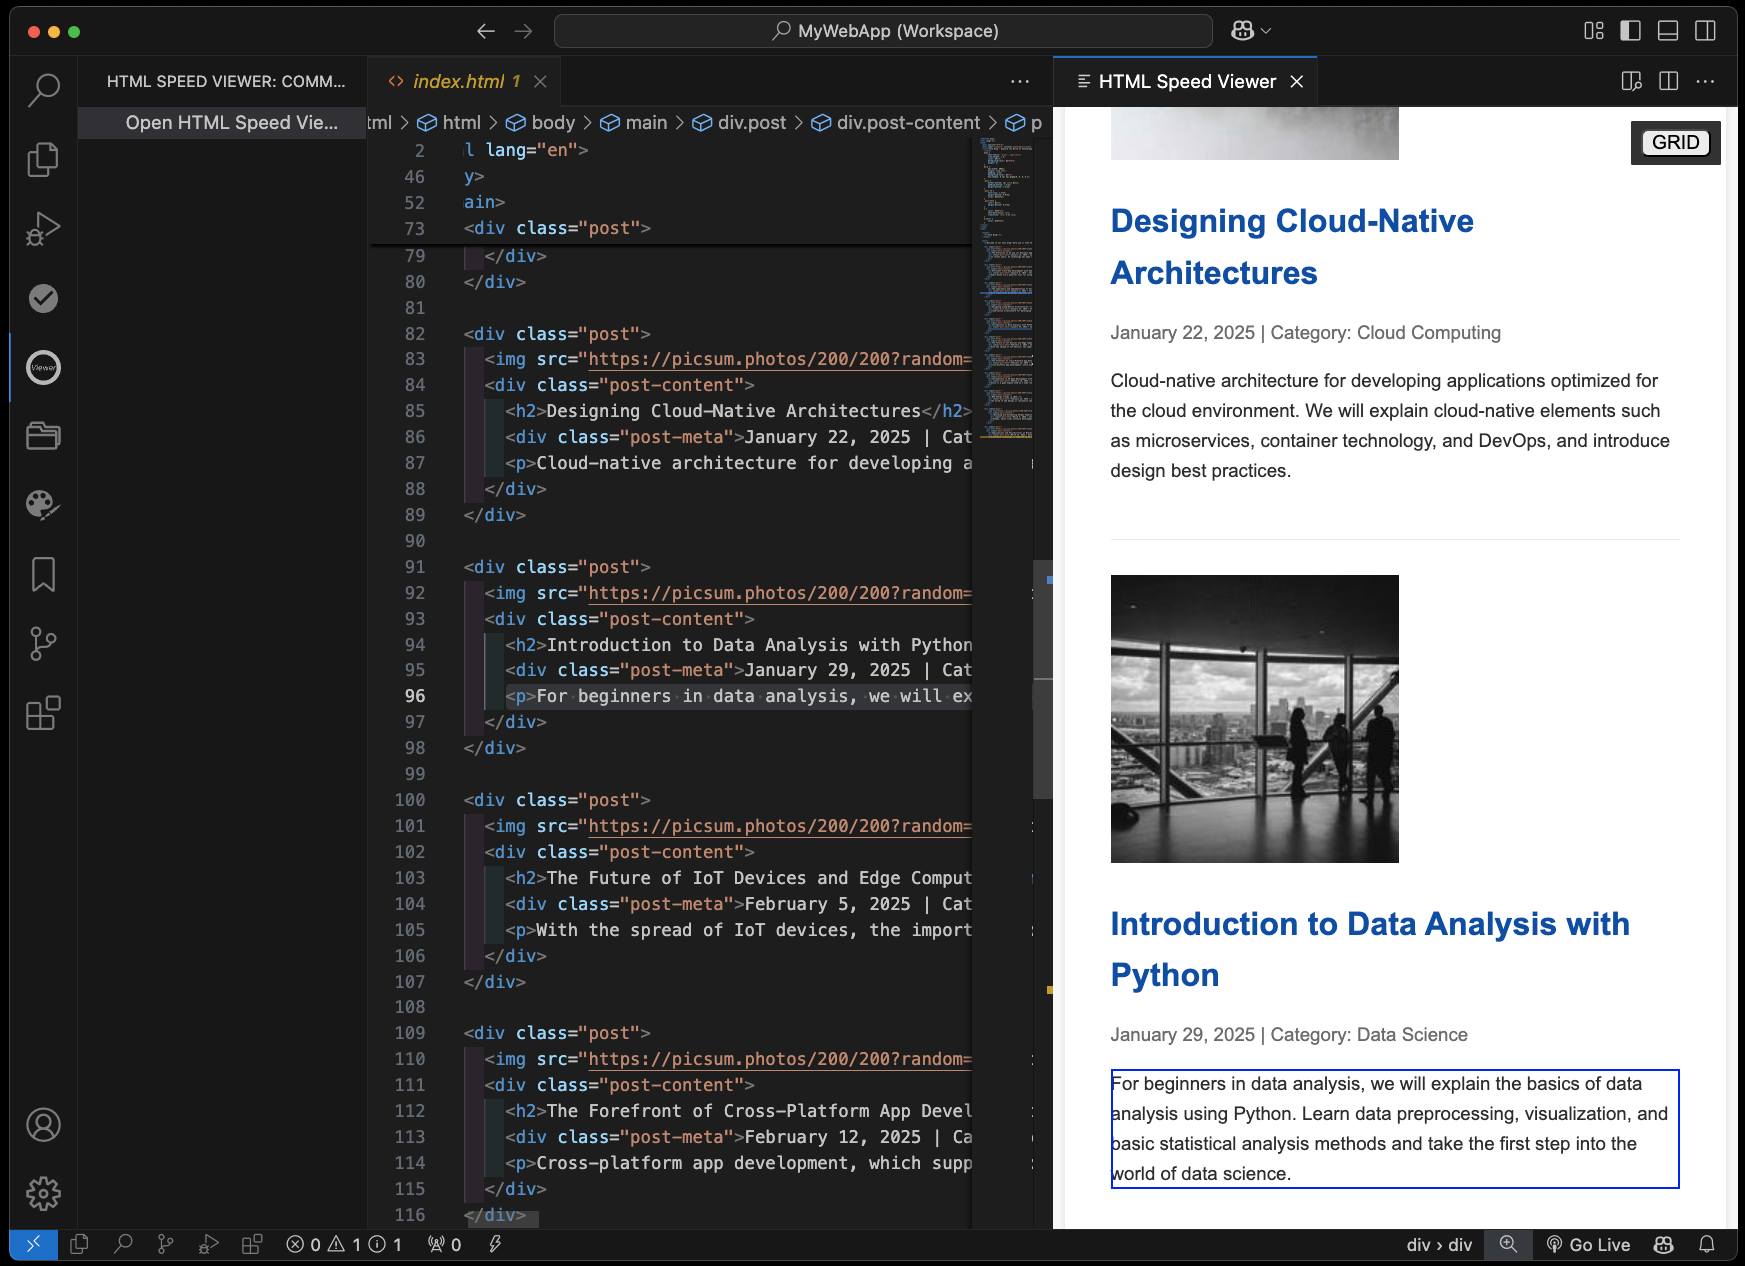 MyWebApp (Workspace)
HTML SPEED VIEWER: COMM...
Open HTML Speed Vie...
index.html 1
HTML Speed Viewer
tml > html > body > main > div.post > div.post-content > p
2 l lang="en">
46 y>
52 ain>
73 <div class="post">
79 </div>
80 </div>
81
82 <div class="post">
83 <img src="https://picsum.photos/200/200?random=
84 <div class="post-content">
85 <h2>Designing Cloud-Native Architectures</h2>
86 <div class="post-meta">January 22, 2025 | Cat
87 <p>Cloud-native architecture for developing a
88 </div>
89 </div>
90
91 <div class="post">
92 <img src="https://picsum.photos/200/200?random=
93 <div class="post-content">
94 <h2>Introduction to Data Analysis with Python
95 <div class="post-meta">January 29, 2025 | Cat
96 <p>For beginners in data analysis, we will ex
97 </div>
98 </div>
99
100 <div class="post">
101 <img src="https://picsum.photos/200/200?random=
102 <div class="post-content">
103 <h2>The Future of IoT Devices and Edge Comput
104 <div class="post-meta">February 5, 2025 | Cat
105 <p>With the spread of IoT devices, the import
106 </div>
107 </div>
108
109 <div class="post">
110 <img src="https://picsum.photos/200/200?random=
111 <div class="post-content">
112 <h2>The Forefront of Cross-Platform App Devel
113 <div class="post-meta">February 12, 2025 | Ca
114 <p>Cross-platform app development, which supp
115 </div>
116 </div>
GRID
Designing Cloud-Native
Architectures
January 22, 2025 | Category: Cloud Computing
Cloud-native architecture for developing applications optimized for
the cloud environment. We will explain cloud-native elements such
as microservices, container technology, and DevOps, and introduce
design best practices.
Introduction to Data Analysis with
Python
January 29, 2025 | Category: Data Science
For beginners in data analysis, we will explain the basics of data
analysis using Python. Learn data preprocessing, visualization, and
basic statistical analysis methods and take the first step into the
world of data science.
Viewer
0 1 1 0
div › div
Go Live